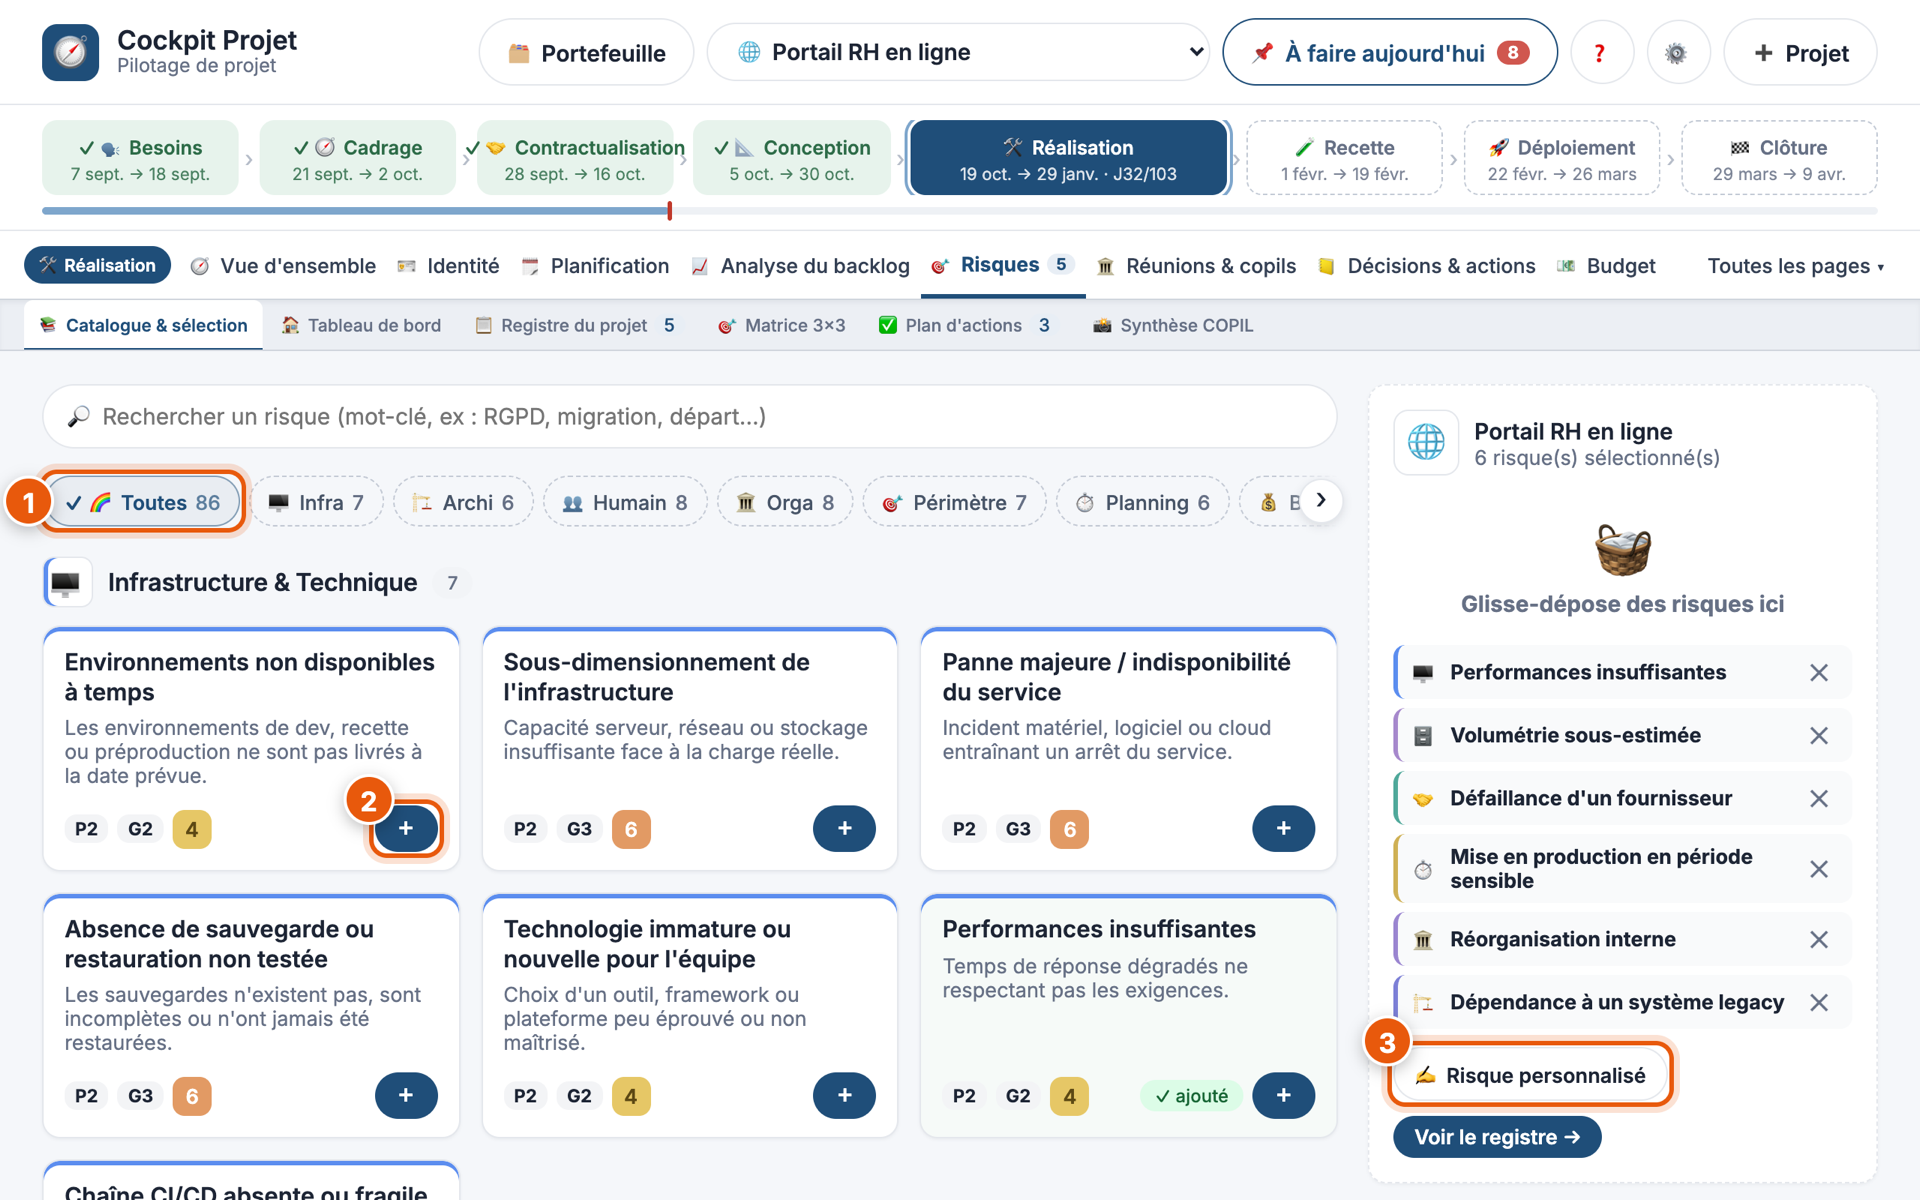 Cockpit Projet
Pilotage de projet
Portefeuille
Portail RH en ligne
À faire aujourd'hui 8
?
+ Projet
✓ Besoins
7 sept. → 18 sept.
›
✓ Cadrage
21 sept. → 2 oct.
›
✓ Contractualisation
28 sept. → 16 oct.
›
✓ Conception
5 oct. → 30 oct.
›
Réalisation
19 oct. → 29 janv. · J32/103
›
Recette
1 févr. → 19 févr.
›
Déploiement
22 févr. → 26 mars
›
Clôture
29 mars → 9 avr.
Réalisation
Vue d'ensemble
Identité
Planification
Analyse du backlog
Risques 5
Réunions & copils
Décisions & actions
Budget
Toutes les pages ▾
Catalogue & sélection
Tableau de bord
Registre du projet 5
Matrice 3×3
Plan d'actions 3
Synthèse COPIL
Rechercher un risque (mot-clé, ex : RGPD, migration, départ...)
1
✓ Toutes 86
Infra 7
Archi 6
Humain 8
Orga 8
Périmètre 7
Planning 6
›
Infrastructure & Technique 7
Environnements non disponibles
à temps
Les environnements de dev, recette
ou préproduction ne sont pas livrés à
la date prévue.
P2 G2 4
2
+
Sous-dimensionnement de
l'infrastructure
Capacité serveur, réseau ou stockage
insuffisante face à la charge réelle.
P2 G3 6 +
Panne majeure / indisponibilité
du service
Incident matériel, logiciel ou cloud
entraînant un arrêt du service.
P2 G3 6 +
Absence de sauvegarde ou
restauration non testée
Les sauvegardes n'existent pas, sont
incomplètes ou n'ont jamais été
restaurées.
P2 G3 6 +
Technologie immature ou
nouvelle pour l'équipe
Choix d'un outil, framework ou
plateforme peu éprouvé ou non
maîtrisé.
P2 G2 4 +
Performances insuffisantes
Temps de réponse dégradés ne
respectant pas les exigences.
P2 G2 4 ✓ ajouté +
Chaîne CI/CD absente ou fragile
Portail RH en ligne
6 risque(s) sélectionné(s)
Glisse-dépose des risques ici
Performances insuffisantes
Volumétrie sous-estimée
Défaillance d'un fournisseur
Mise en production en période
sensible
Réorganisation interne
Dépendance à un système legacy
3
Risque personnalisé
Voir le registre →